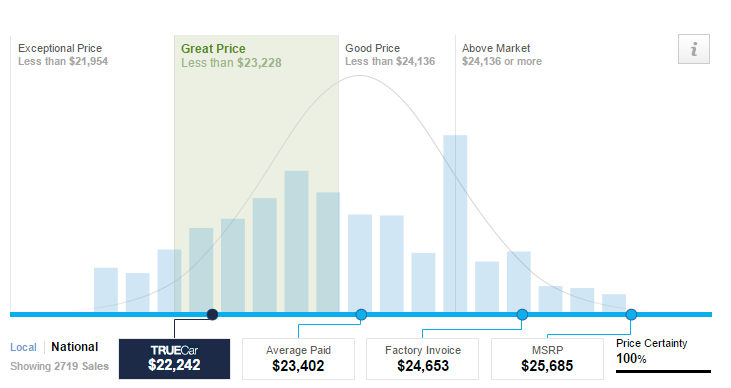 Exceptional Price
Less than $21,954
Great Price
Less than $23,228
Good Price
Less than $24,136
Above Market
$24,136 or more
i
Local National
Showing 2719 Sales
TRUECar
$22,242
Average Paid
$23,402
Factory Invoice
$24,653
MSRP
$25,685
Price Certainty
100%